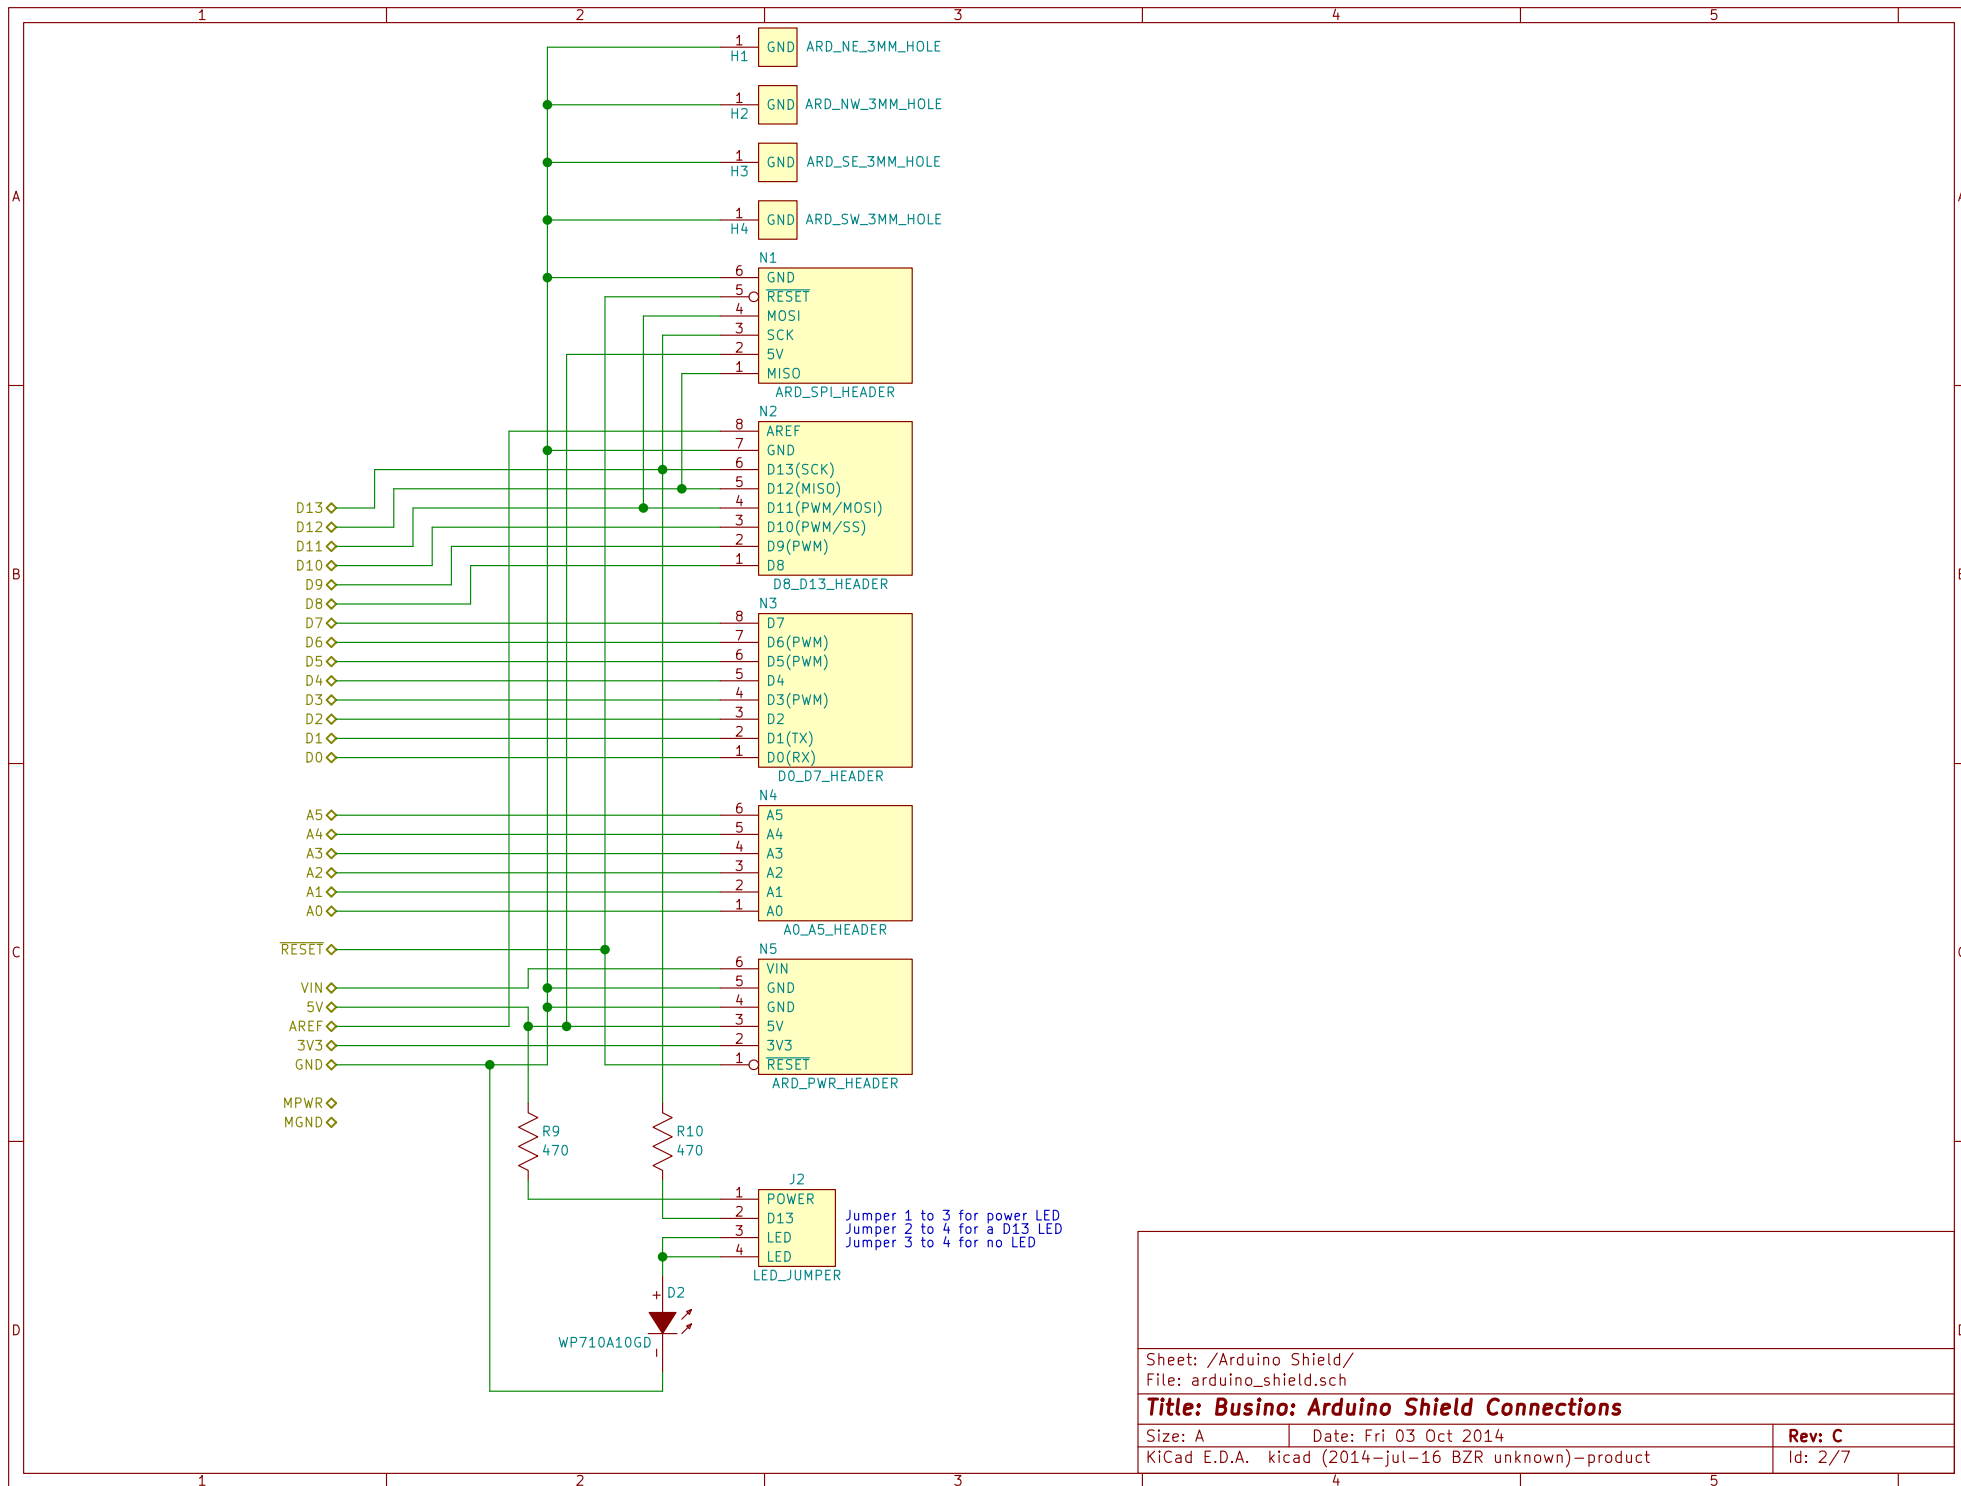 1 2 3 4 5
1 GND ARD_NE_3MM_HOLE
H1
1 GND ARD_NW_3MM_HOLE
H2
1 GND ARD_SE_3MM_HOLE
H3
A
1 GND ARD_SW_3MM_HOLE
H4
N1
6 GND
5 RESET
4 MOSI
3 SCK
2 5V
1 MISO
ARD_SPI_HEADER
N2
8 AREF
7 GND
6 D13(SCK)
5 D12(MISO)
4 D11(PWM/MOSI)
3 D10(PWM/SS)
2 D9(PWM)
1 D8
D8_D13_HEADER
D13
D12
D11
D10
D9
D8
B
N3
D7 8 D7
D6 7 D6(PWM)
D5 6 D5(PWM)
D4 5 D4
D3 4 D3(PWM)
D2 3 D2
D1 2 D1(TX)
D0 1 D0(RX)
D0_D7_HEADER
N4
A5 6 A5
A4 5 A4
A3 4 A3
A2 3 A2
A1 2 A1
A0 1 A0
A0_A5_HEADER
C
RESET N5
6 VIN
VIN 5 GND
5V 4 GND
AREF 3 5V
3V3 2 3V3
GND 1 RESET
ARD_PWR_HEADER
MPWR
MGND
R9
470
R10
470
J2
1 POWER
2 D13
3 LED
4 LED
LED_JUMPER
Jumper 1 to 3 for power LED
Jumper 2 to 4 for a D13 LED
Jumper 3 to 4 for no LED
+ D2
D
WP710A10GD
Sheet: /Arduino Shield/
File: arduino_shield.sch
Title: Busino: Arduino Shield Connections
Size: A Date: Fri 03 Oct 2014 Rev: C
KiCad E.D.A. kicad (2014-jul-16 BZR unknown)-product Id: 2/7
1 2 3 4 5